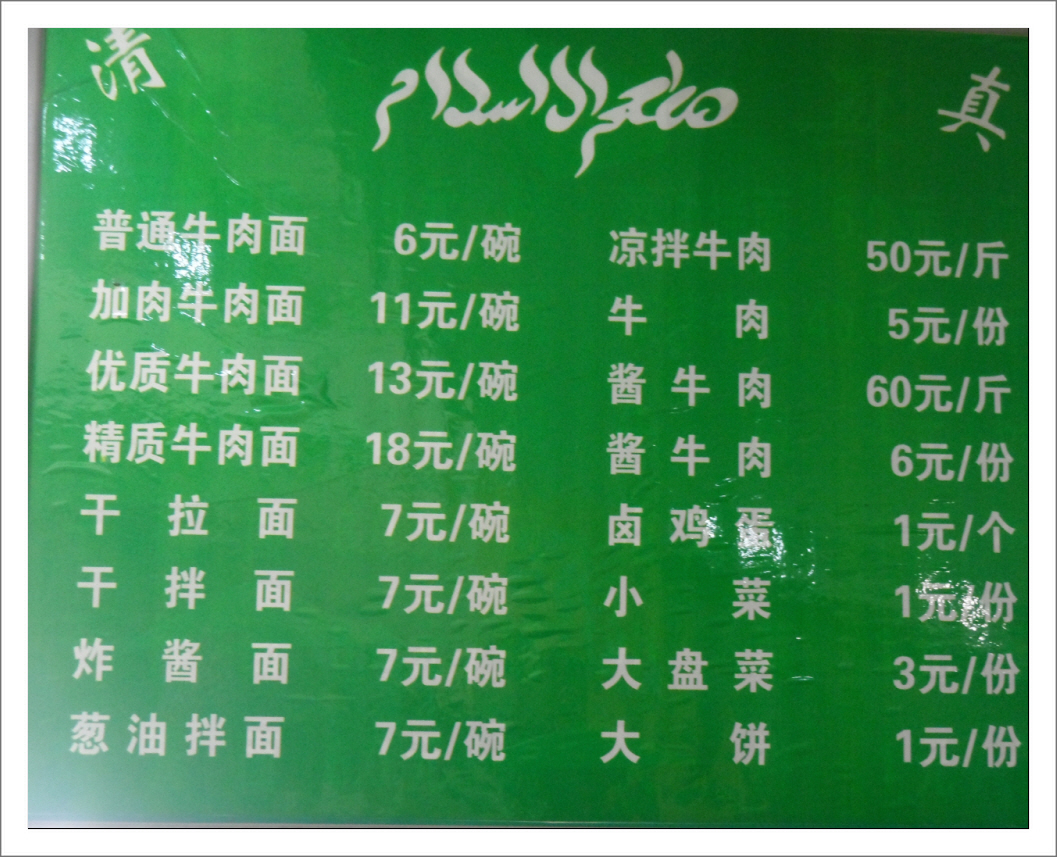 清 مطعم الاسلام 真
普通牛肉面 6元/碗 凉拌牛肉 50元/斤
加肉牛肉面 11元/碗 牛肉 5元/份
优质牛肉面 13元/碗 酱牛肉 60元/斤
精质牛肉面 18元/碗 酱牛肉 6元/份
干拉面 7元/碗 卤鸡蛋 1元/个
干拌面 7元/碗 小菜 1元/份
炸酱面 7元/碗 大盘菜 3元/份
葱油拌面 7元/碗 大饼 1元/份